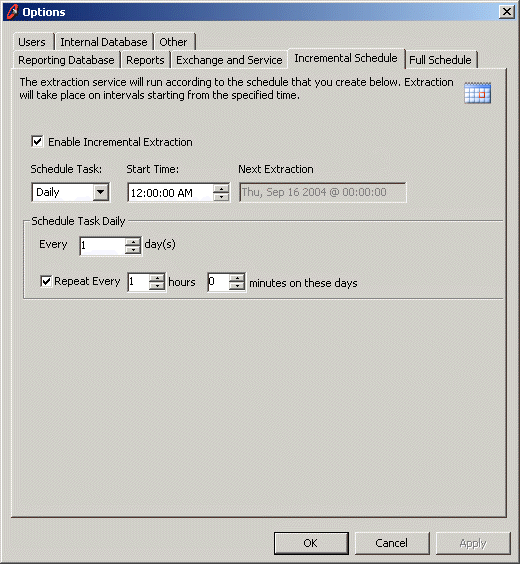 Options
Users Internal Database Other
Reporting Database Reports Exchange and Service Incremental Schedule Full Schedule
The extraction service will run according to the schedule that you create below. Extraction
will take place on intervals starting from the specified time.
Enable Incremental Extraction
Schedule Task: Start Time: Next Extraction
Daily 12:00:00 AM Thu, Sep 16 2004 @ 00:00:00
Schedule Task Daily
Every 1 day(s)
Repeat Every 1 hours 0 minutes on these days
OK Cancel Apply